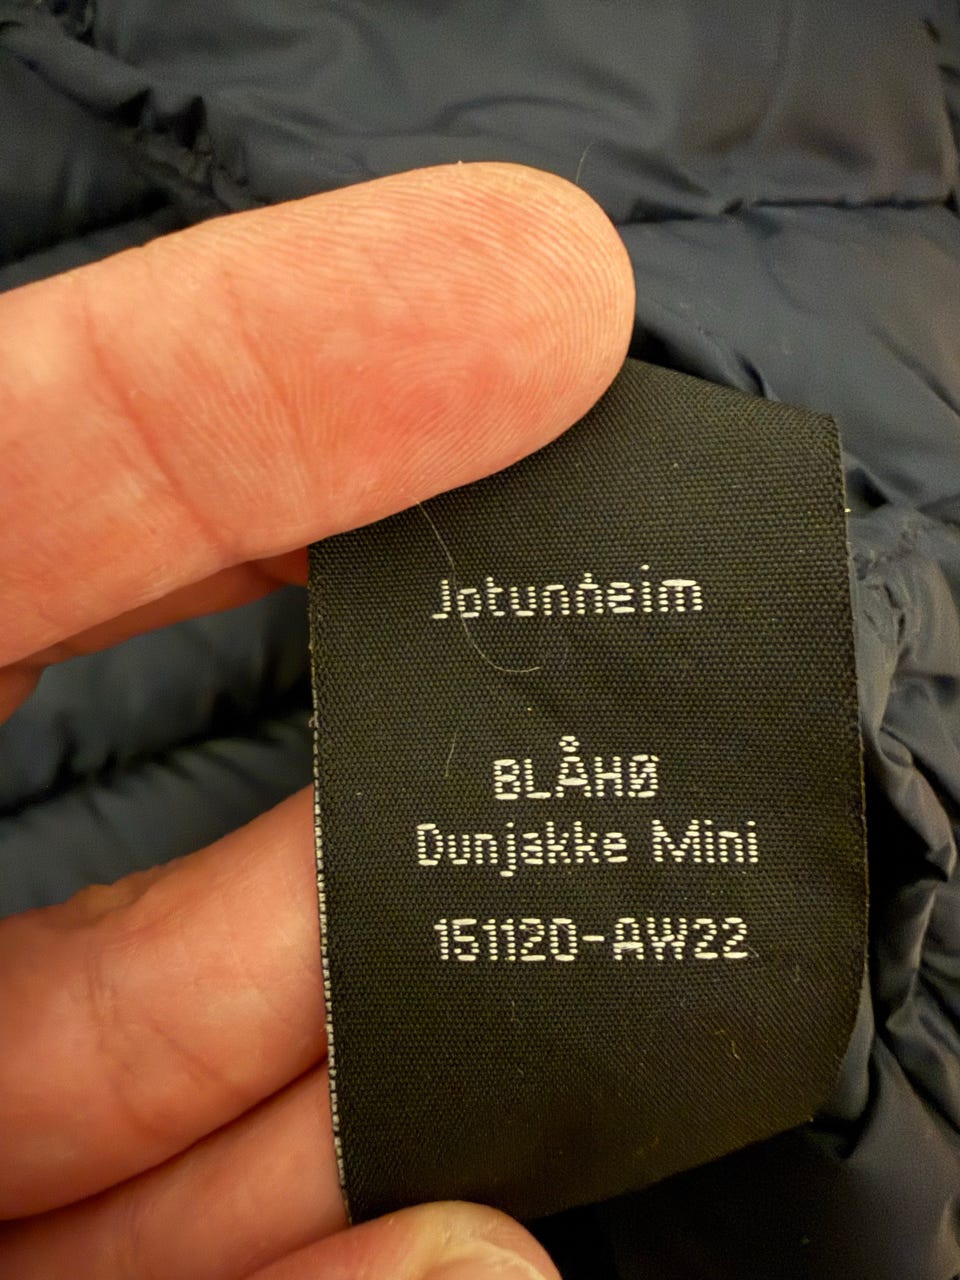 Jotunheim
BLÅHØ
Dunjakke Mini
151120-AW22